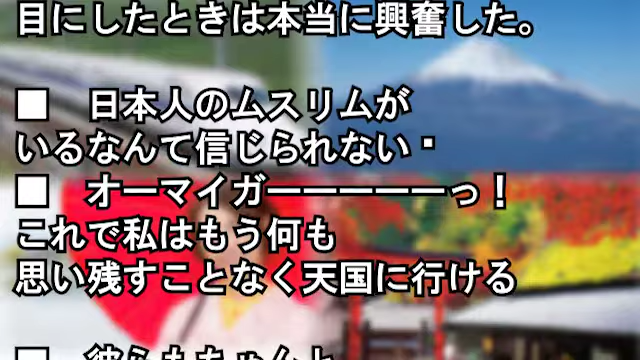 目にしたときは本当に興奮した。
■　日本人のムスリムが
いるなんて信じられない
■　オーマイガーーーーーーっ！
これで私はもう何も
思い残すことなく天国に行ける